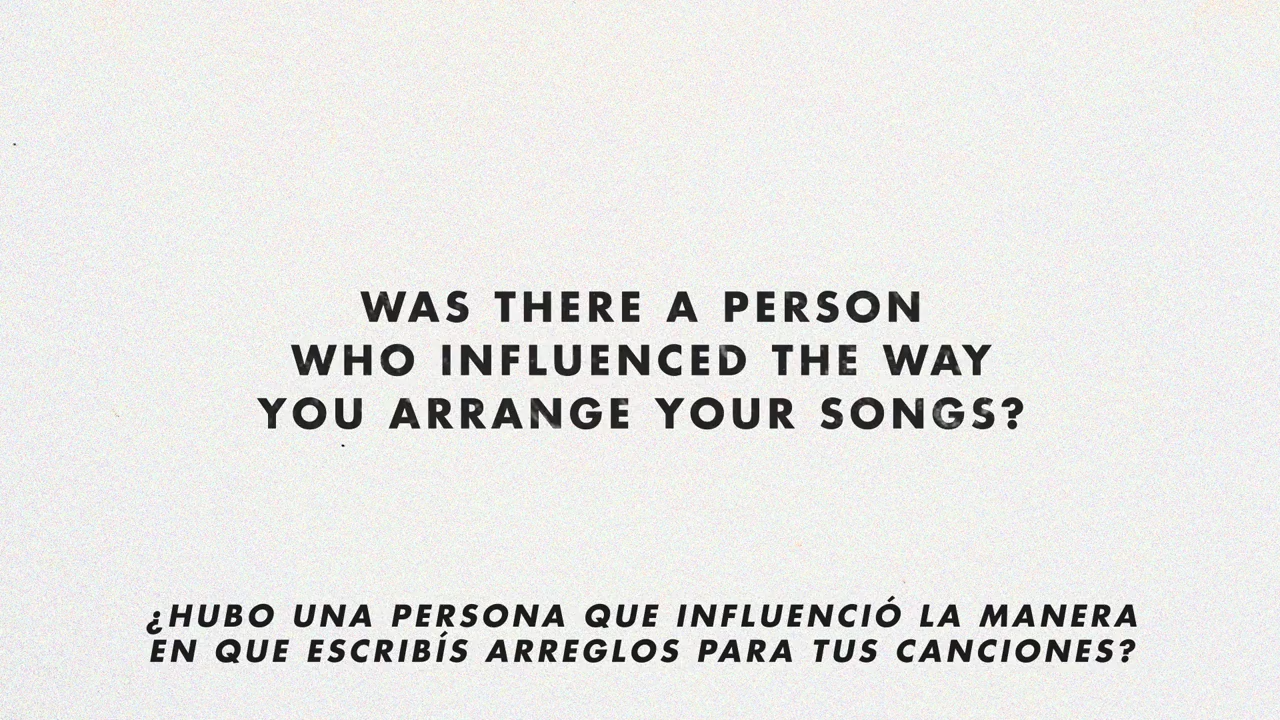 WAS THERE A PERSON
WHO INFLUENCED THE WAY
YOU ARRANGE YOUR SONGS?
¿HUBO UNA PERSONA QUE INFLUENCIÓ LA MANERA
EN QUE ESCRIBÍS ARREGLOS PARA TUS CANCIONES?